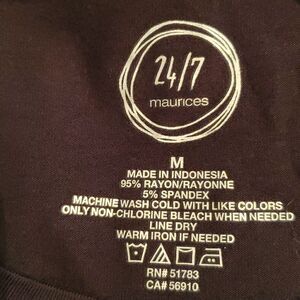 24/7
maurices
M
MADE IN INDONESIA
95% RAYON/RAYONNE
5% SPANDEX
MACHINE WASH COLD WITH LIKE COLORS
ONLY NON-CHLORINE BLEACH WHEN NEEDED
LINE DRY
WARM IRON IF NEEDED
RN# 51783
CA# 56910